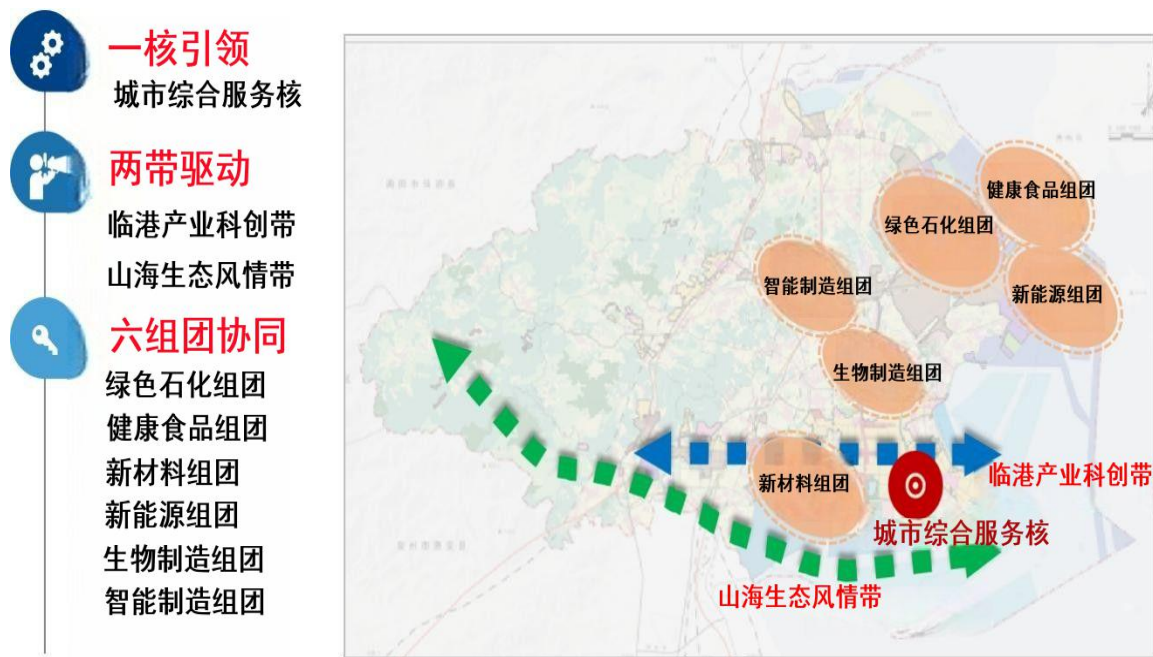 一核引领
城市综合服务核
两带驱动
临港产业科创带
山海生态风情带
六组团协同
绿色石化组团
健康食品组团
新材料组团
新能源组团
生物制造组团
智能制造组团
健康食品组团
绿色石化组团
智能制造组团
新能源组团
生物制造组团
临港产业科创带
新材料组团
城市综合服务核
山海生态风情带